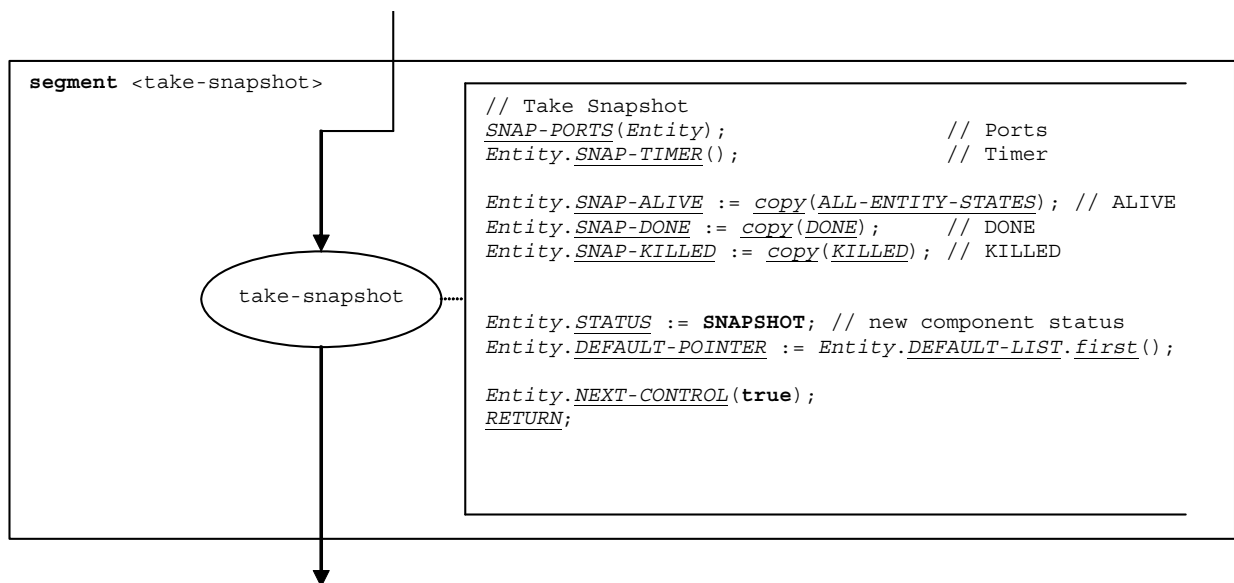 segment <take-snapshot>
// Take Snapshot
SNAP-PORTS(Entity); // Ports
Entity.SNAP-TIMER(); // Timer
Entity.SNAP-ALIVE := copy(ALL-ENTITY-STATES); // ALIVE
Entity.SNAP-DONE := copy(DONE); // DONE
Entity.SNAP-KILLED := copy(KILLED); // KILLED
take-snapshot
Entity.STATUS := SNAPSHOT; // new component status
Entity.DEFAULT-POINTER := Entity.DEFAULT-LIST.first();
Entity.NEXT-CONTROL(true);
RETURN;